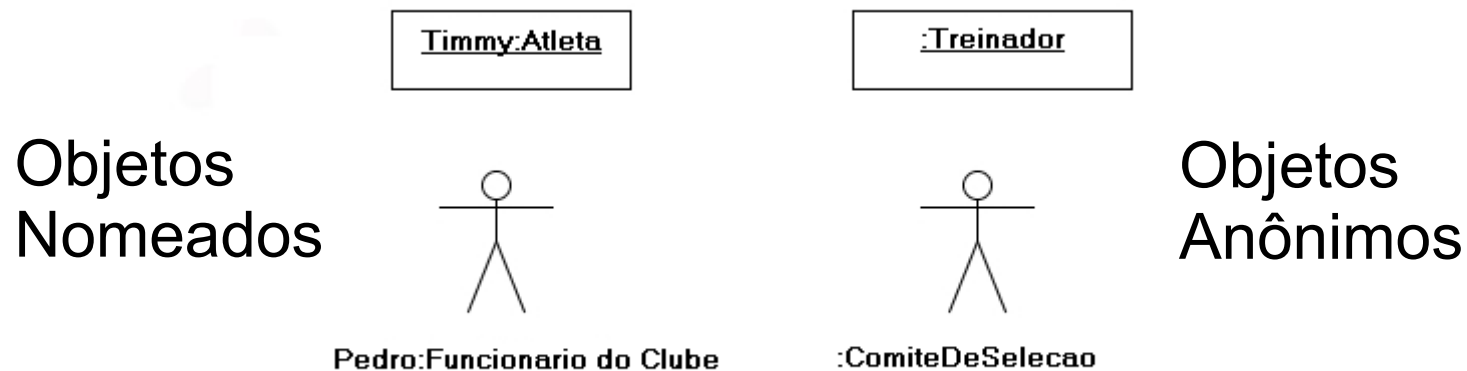 Timmy:Atleta
:Treinador
Objetos
Nomeados
Objetos
Anônimos
Pedro:Funcionario do Clube
:ComiteDeSelecao